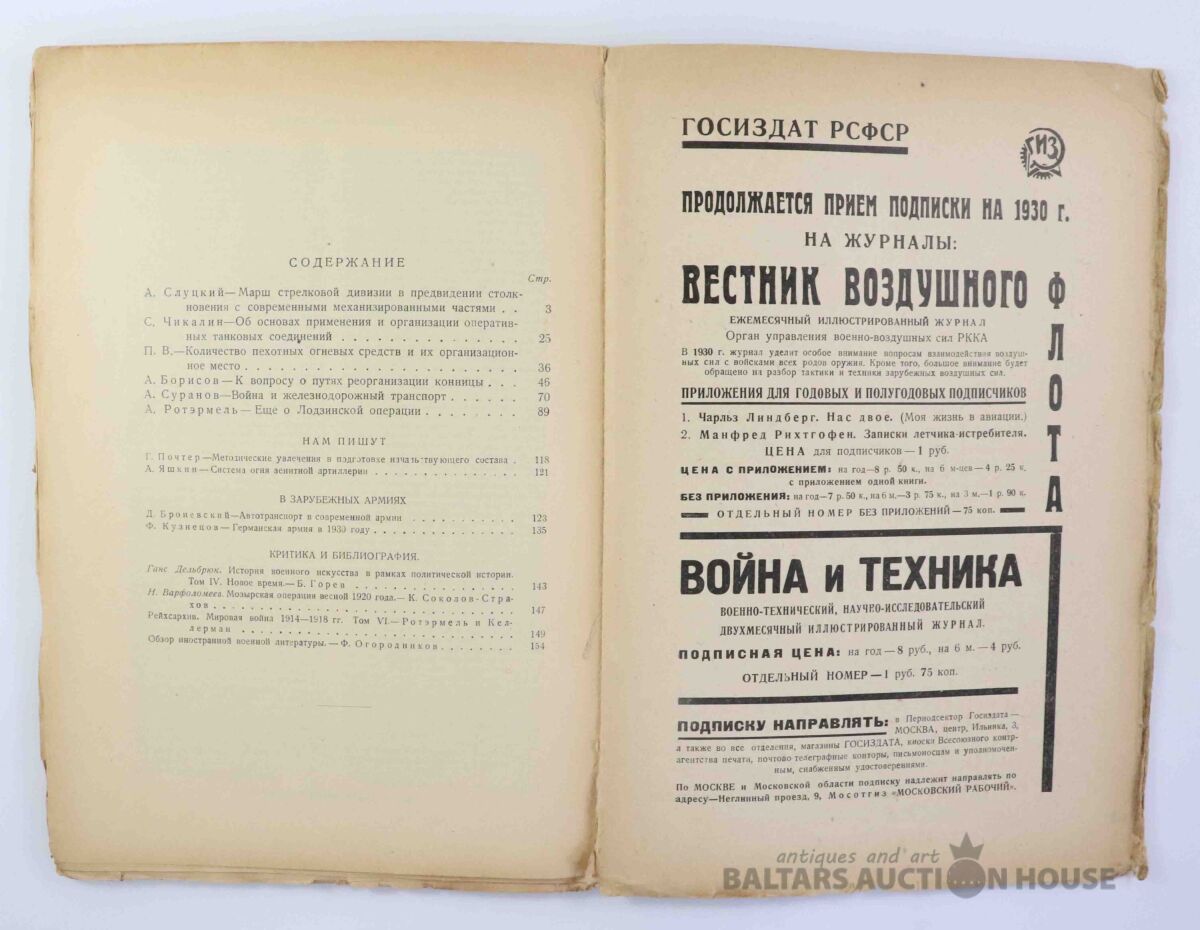 СОДЕРЖАНИЕ
Стр.
А. Слуцкий—Марш стрелковой дивизии в предвидении столк-
новения с современными механизированными частями . . 3
С. Чикалин—Об основах применения и организации оператив-
ных танковых соединений . . . . . . . . . . . . . . . 25
П. В.—Количество пехотных огневых средств и их организацион-
ное место . . . . . . . . . . . . . . . . . . . . . . 36
А. Борисов—К вопросу о путях реорганизации конницы . . . 46
А. Суранов—Война и железнодорожный транспорт . . . . . . 70
А. Ротэрмель—Еще о Лодзинской операции . . . . . . . . 89
НАМ ПИШУТ
Г. Почтер—Методические увлечения в подготовке начальствующего состава . 118
А. Яшкин—Система огня зенитной артиллерии . . . . . . . . . . . . . . 121
В ЗАРУБЕЖНЫХ АРМИЯХ
Д. Броневский—Автотранспорт в современной армии . . . . . . . . . . . 123
Ф. Кузнецов—Германская армия в 1930 году . . . . . . . . . . . . . . . 135
КРИТИКА И БИБЛИОГРАФИЯ.
Ганс Дельбрюк. История военного искусства в рамках политической истории.
Том IV. Новое время.—Б. Горев . . . . . . . . . . . . . . . . . 143
Н. Варфоломеев. Мозырская операция весной 1920 года.—К. Соколов-Стра-
хов . . . . . . . . . . . . . . . . . . . . . . . . . . . . . . 147
Рейхсархив. Мировая война 1914—1918 гг. Том VI.—Ротэрмель и Кел-
лерман . . . . . . . . . . . . . . . . . . . . . . . . . . . . 149
Обзор иностранной военной литературы.—Ф. Огородников . . . . . . . . 154
ГОСИЗДАТ РСФСР
ГИЗ
ПРОДОЛЖАЕТСЯ ПРИЕМ ПОДПИСКИ НА 1930 г.
НА ЖУРНАЛЫ:
ВЕСТНИК ВОЗДУШНОГО ФЛОТА
ЕЖЕМЕСЯЧНЫЙ ИЛЛЮСТРИРОВАННЫЙ ЖУРНАЛ
Орган управления военно-воздушных сил РККА
В 1930 г. журнал уделит особое внимание вопросам взаимодействия воздуш-
ных сил с войсками всех родов оружия. Кроме того, большое внимание будет
обращено на разбор тактики и техники зарубежных воздушных сил.
ПРИЛОЖЕНИЯ ДЛЯ ГОДОВЫХ И ПОЛУГОДОВЫХ ПОДПИСЧИКОВ
1. Чарльз Линдберг. Нас двое. (Моя жизнь в авиации.)
2. Манфред Рихтгофен. Записки летчика-истребителя.
ЦЕНА для подписчиков—1 руб.
ЦЕНА С ПРИЛОЖЕНИЕМ: на год—8 р. 50 к., на 6 м-цев—4 р. 25 к.
с приложением одной книги.
БЕЗ ПРИЛОЖЕНИЯ: на год—7 р. 50 к., на 6 м.—3 р. 75 к., на 3 м.—1 р. 90 к.
ОТДЕЛЬНЫЙ НОМЕР БЕЗ ПРИЛОЖЕНИЙ—75 коп.
ВОЙНА и ТЕХНИКА
ВОЕННО-ТЕХНИЧЕСКИЙ, НАУЧНО-ИССЛЕДОВАТЕЛЬСКИЙ
ДВУХМЕСЯЧНЫЙ ИЛЛЮСТРИРОВАННЫЙ ЖУРНАЛ.
ПОДПИСНАЯ ЦЕНА: на год—8 руб., на 6 м.—4 руб.
ОТДЕЛЬНЫЙ НОМЕР—1 руб. 75 коп.
ПОДПИСКУ НАПРАВЛЯТЬ: в Периодсектор Госиздата—
МОСКВА, центр, Ильинка, 3,
а также во все отделения, магазины ГОСИЗДАТА, киоски Всесоюзного контр-
агентства печати, почтово-телеграфные конторы, письмоносцам и уполномочен-
ным, снабженным удостоверениями.
По МОСКВЕ и Московской области подписку надлежит направлять по
адресу—Неглинный проезд, 9, Мосотгиз «МОСКОВСКИЙ РАБОЧИЙ».
antiques and art
BALTARS AUCTION HOUSE